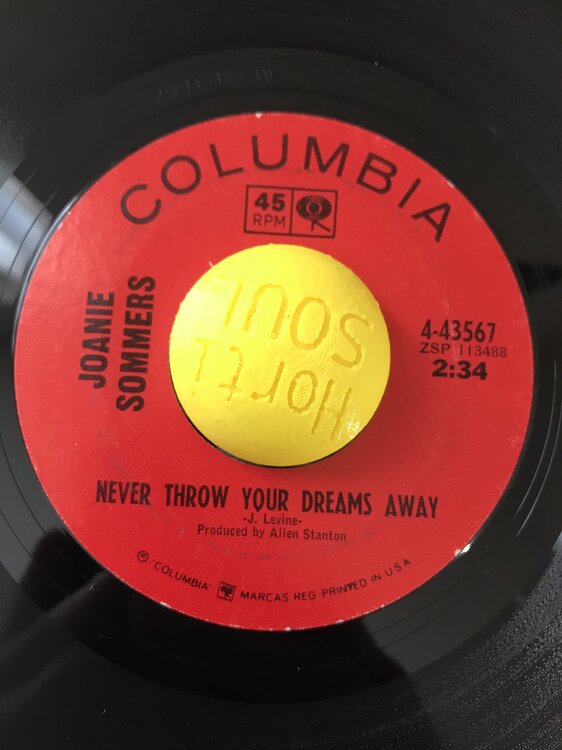 COLUMBIA
45
RPM
JOANIE
SOMMERS
Horti
SOUL
4-43567
ZSP 113488
2:34
NEVER THROW YOUR DREAMS AWAY
-J. Levine-
Produced by Allen Stanton
® "COLUMBIA" MARCAS REG PRINTED IN U.S.A